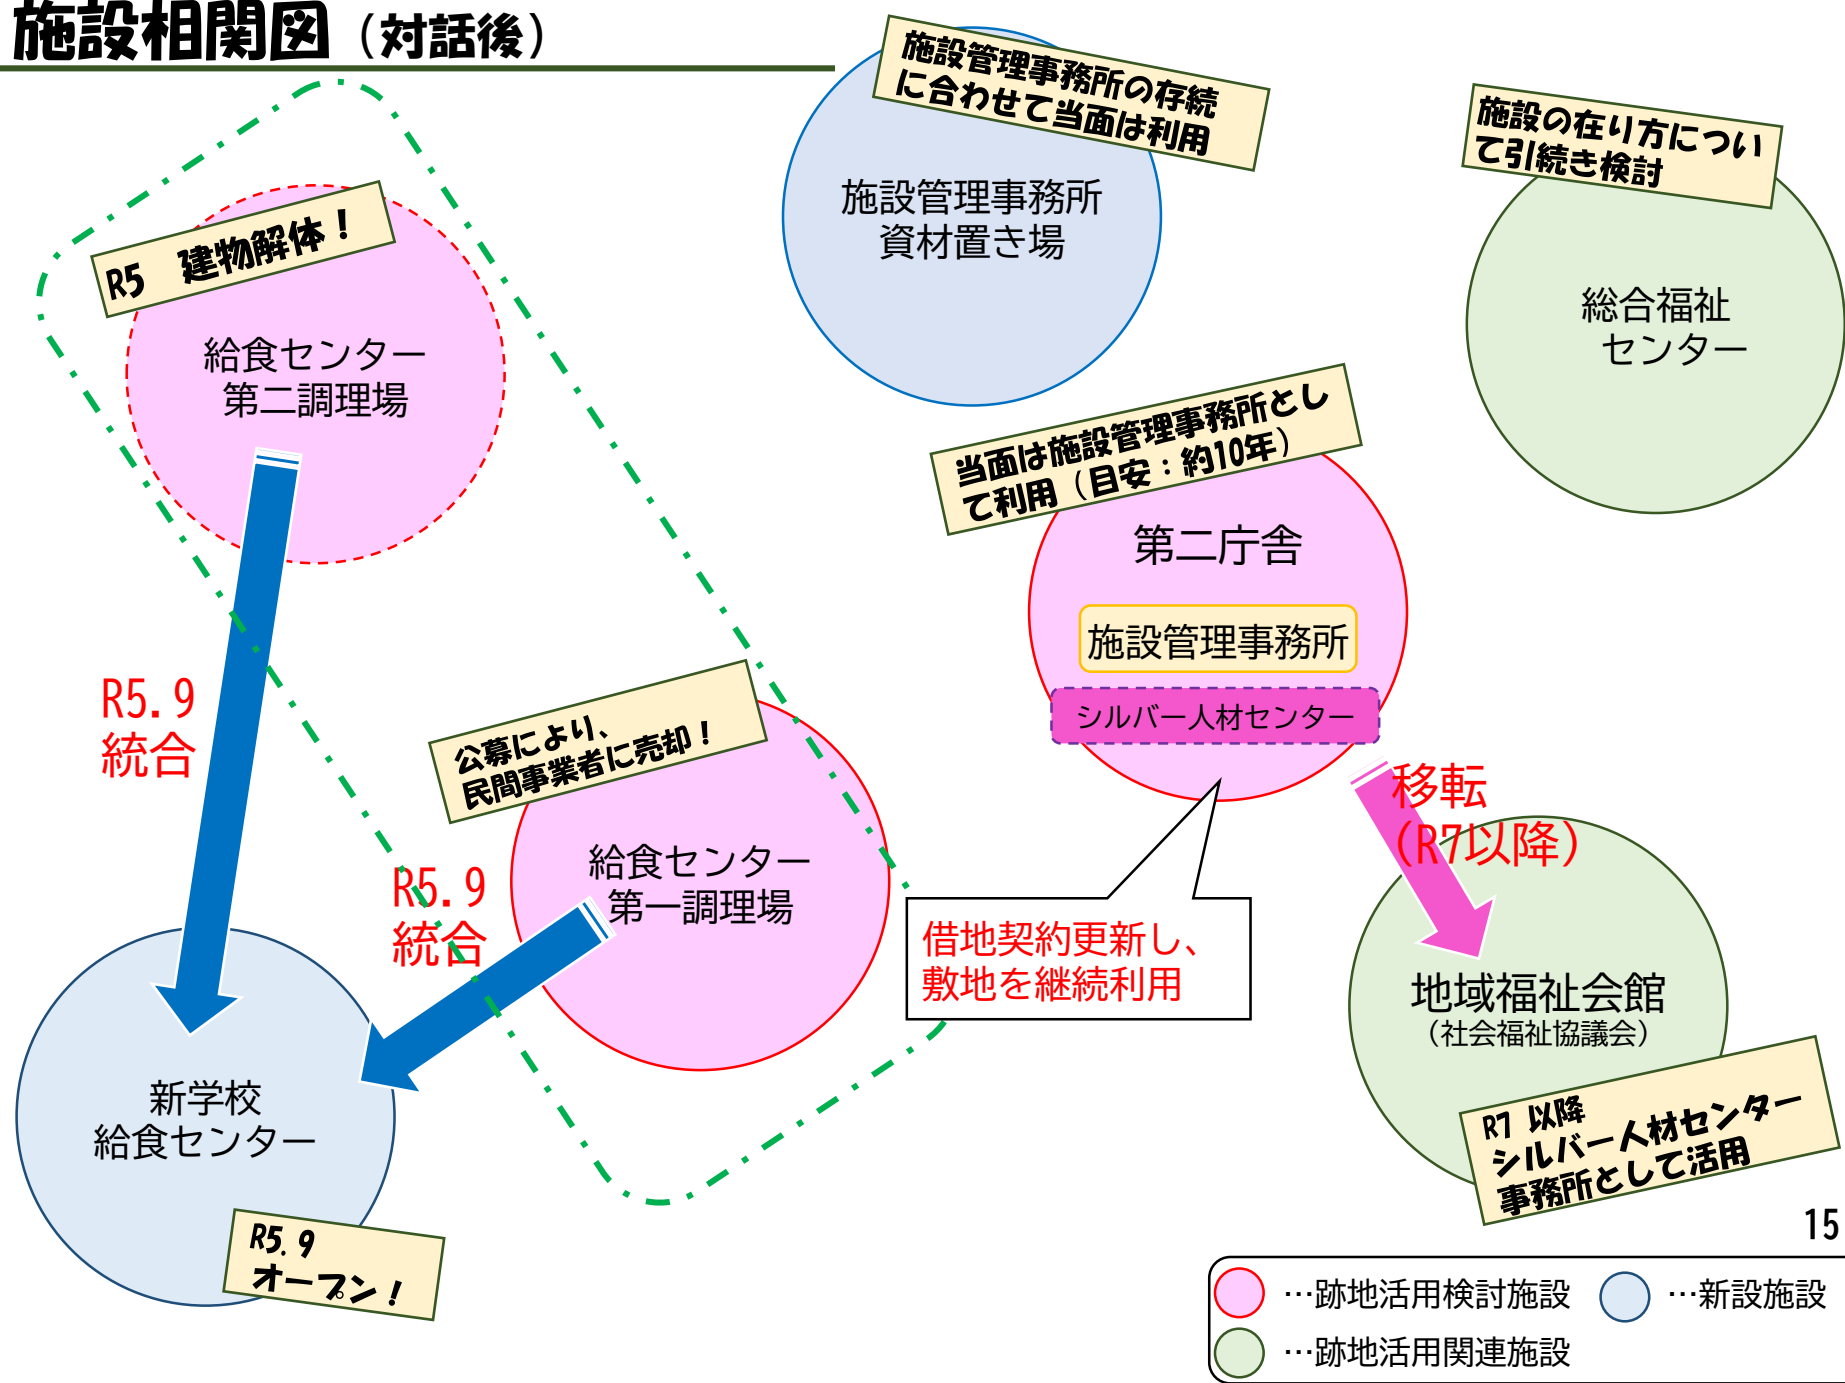 施設相関図（対話後）
施設管理事務所の存続
に合わせて当面は利用
施設管理事務所
資材置き場
施設の在り方につい
て引続き検討
総合福祉
センター
R5　建物解体！
給食センター
第二調理場
当面は施設管理事務所とし
て利用（目安：約10年）
第二庁舎
施設管理事務所
シルバー人材センター
R5.9
統合
公募により、
民間事業者に売却！
給食センター
第一調理場
R5.9
統合
移転
（R7以降）
借地契約更新し、
敷地を継続利用
地域福祉会館
（社会福祉協議会）
R7 以降
シルバー人材センター
事務所として活用
新学校
給食センター
R5.9
オープン！
15
…跡地活用検討施設
…新設施設
…跡地活用関連施設